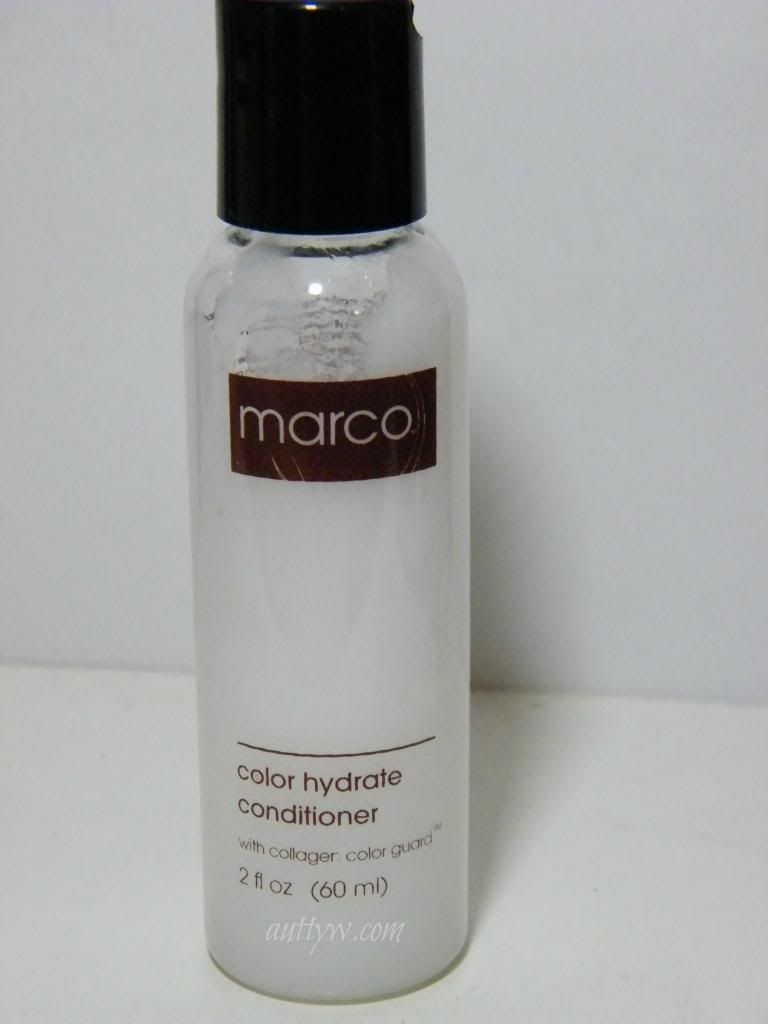 marco
color hydrate
conditioner
with collagen color guard™
2 fl oz (60 ml)
auttyw.com